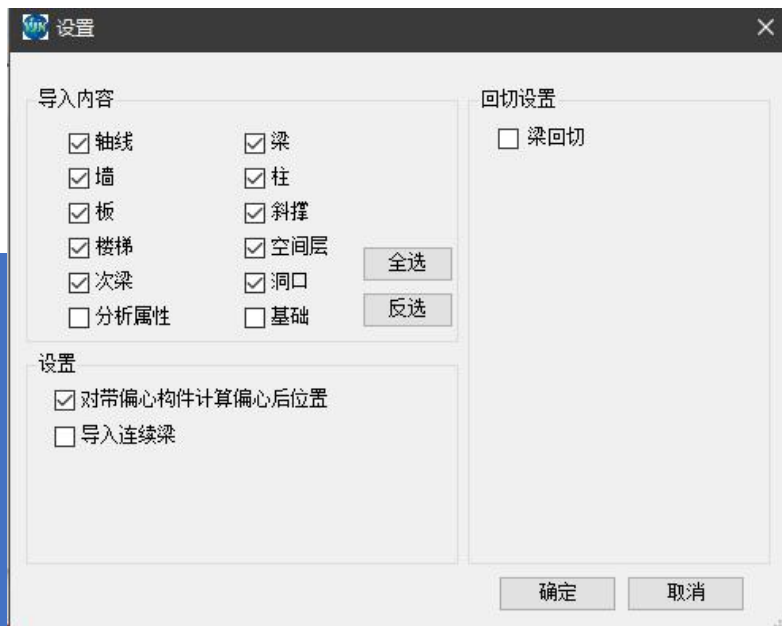 设置
导入内容
轴线 梁
墙 柱
板 斜撑
楼梯 空间层
次梁 洞口
分析属性 基础
全选
反选
设置
对带偏心构件计算偏心后位置
导入连续梁
回切设置
梁回切
确定 取消